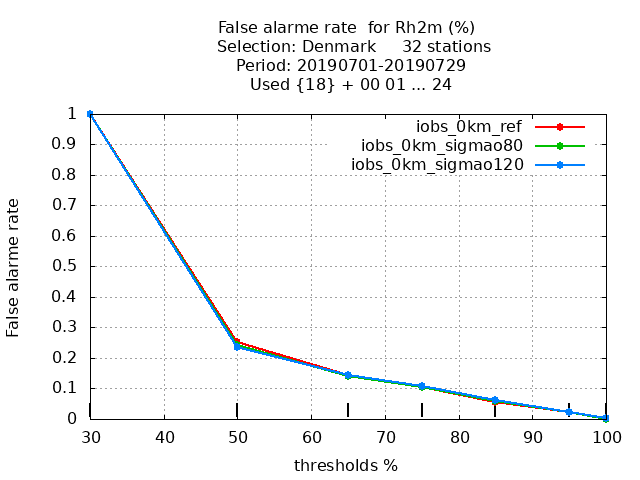 False alarme rate  for Rh2m (%)
Selection: Denmark     32 stations
Period: 20190701-20190729
Used {18} + 00 01 ... 24
iobs_0km_ref
iobs_0km_sigmao80
iobs_0km_sigmao120
1
0.9
0.8
0.7
0.6
0.5
0.4
0.3
0.2
0.1
0
False alarme rate
30 40 50 60 70 80 90 100
thresholds %